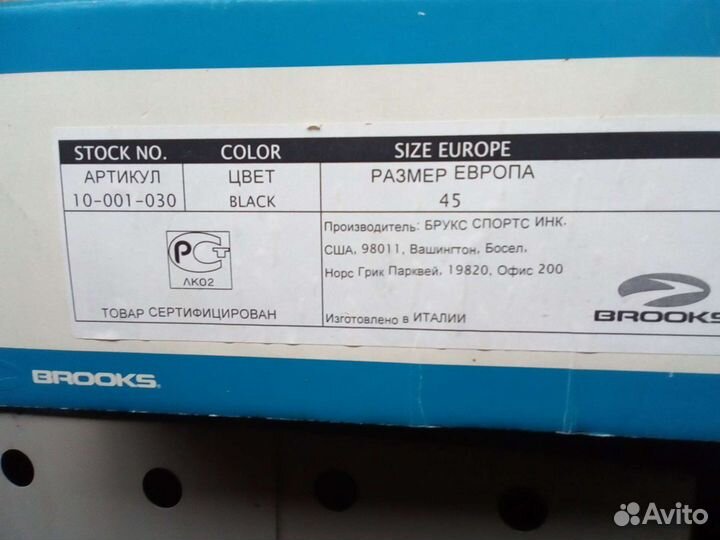 STOCK NO. COLOR SIZE EUROPE
АРТИКУЛ ЦВЕТ РАЗМЕР ЕВРОПА
10-001-030 BLACK 45
Производитель: БРУКС СПОРТС ИНК.
США, 98011, Вашингтон, Босел.
Норс Грик Парквей, 19820, Офис 200
РСТ
ЛК02
ТОВАР СЕРТИФИЦИРОВАН
Изготовлено в ИТАЛИИ
BROOKS
BROOKS
Avito